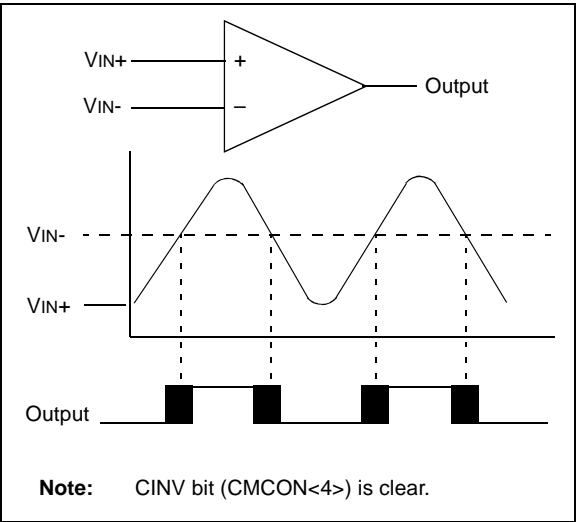 VIN+
+
Output
VIN-
–
VIN-
VIN+
Output
Note: CINV bit (CMCON<4>) is clear.